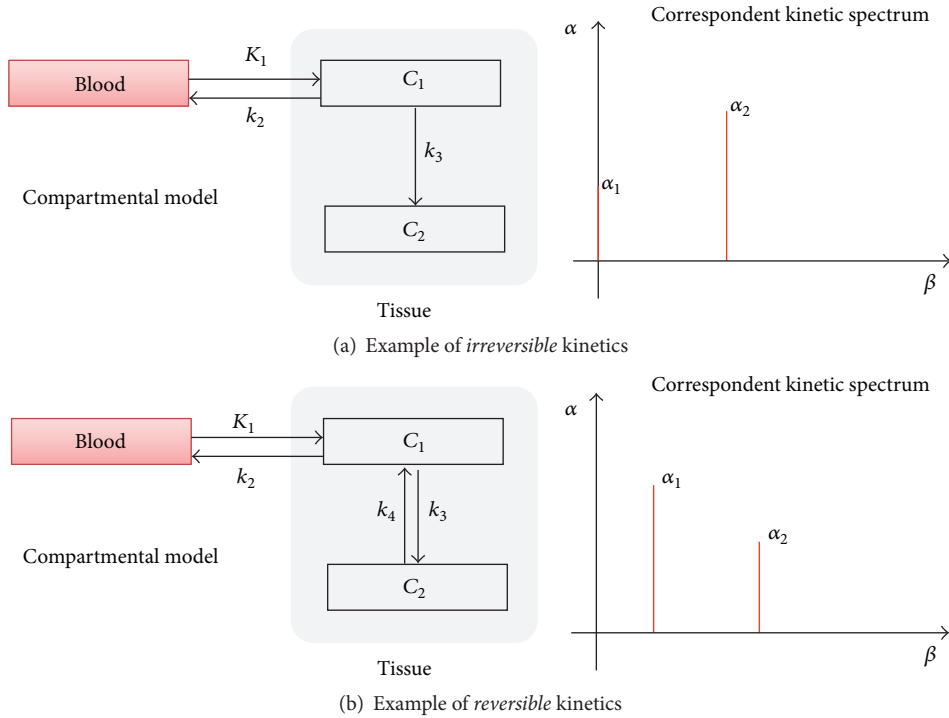 Correspondent kinetic spectrum
α
K₁
Blood
C₁
k₂
α₂
k₃
α₁
Compartmental model
C₂
β
Tissue
(a) Example of irreversible kinetics
Correspondent kinetic spectrum
α
K₁
Blood
C₁
k₂
α₁
k₄
k₃
α₂
Compartmental model
C₂
β
Tissue
(b) Example of reversible kinetics